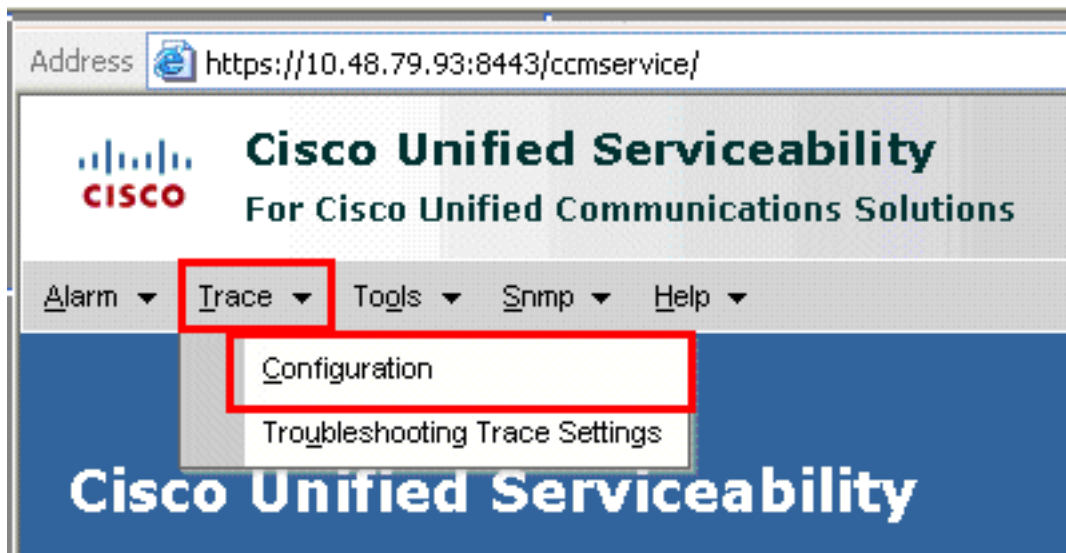 Address https://10.48.79.93:8443/ccmservice/
CISCO
Cisco Unified Serviceability
For Cisco Unified Communications Solutions
Alarm Trace Tools Snmp Help
Configuration
Troubleshooting Trace Settings
Cisco Unified Serviceability